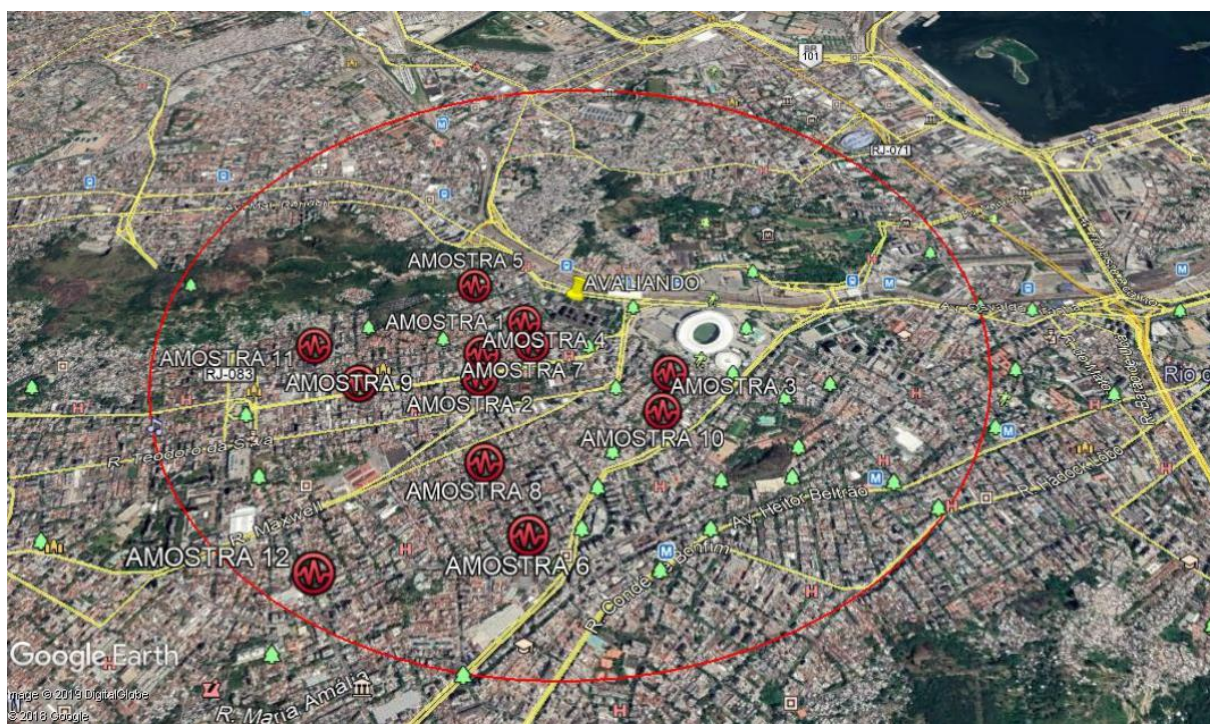 BR
101
RJ-071
AMOSTRA 5
AVALIANDO
AMOSTRA 1
AMOSTRA 4
AMOSTRA 11
RJ-083
AMOSTRA 9
AMOSTRA 7
AMOSTRA 3
AMOSTRA 2
AMOSTRA 10
R. Teodoro da Silva
AMOSTRA 8
Av. Heitor Beltrão
R. Haddock Lobo
R. Maxwell
AMOSTRA 12
AMOSTRA 6
R. Conde de Bonfim
Google Earth
R. Maria Amália
Image © 2019 DigitalGlobe
© 2018 Google